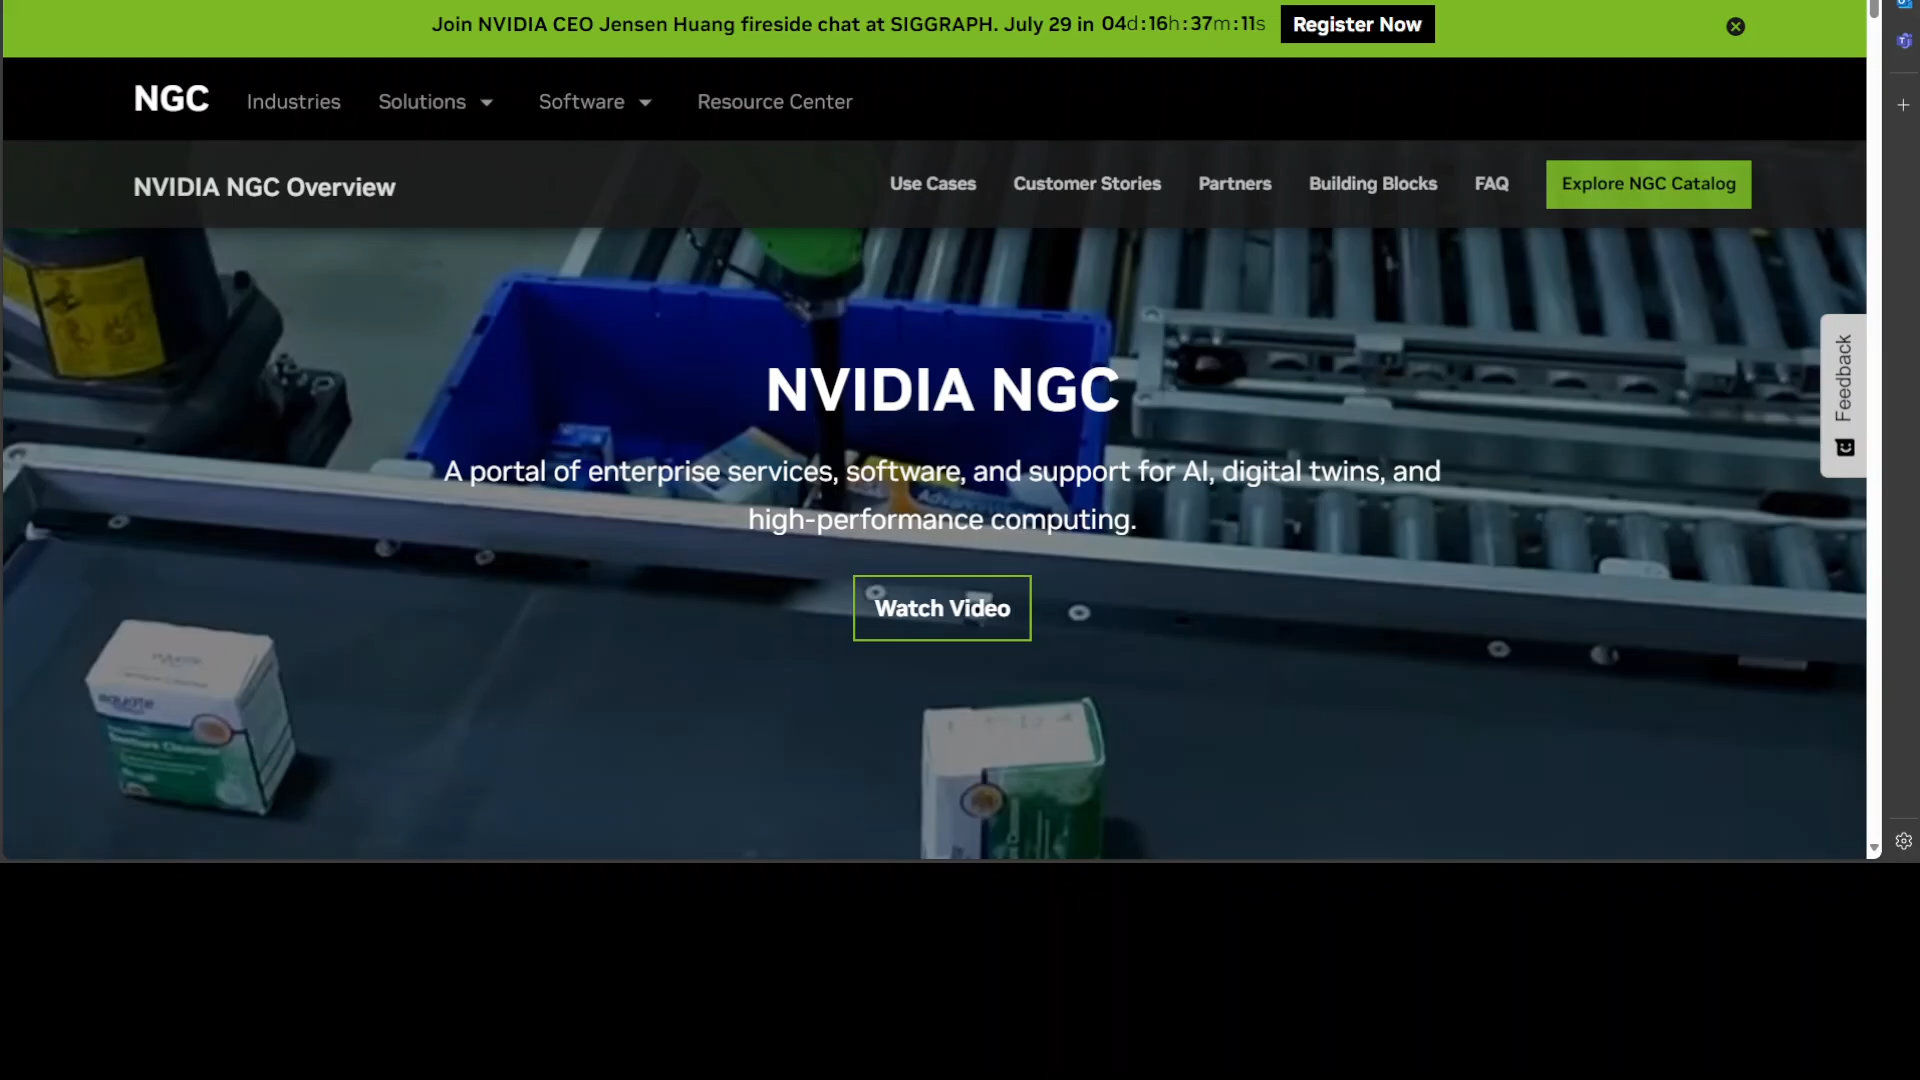 Join NVIDIA CEO Jensen Huang fireside chat at SIGGRAPH. July 29 in 04d:16h:37m:11s Register Now
NGC Industries Solutions Software Resource Center
NVIDIA NGC Overview Use Cases Customer Stories Partners Building Blocks FAQ Explore NGC Catalog
Feedback
NVIDIA NGC
A portal of enterprise services, software, and support for AI, digital twins, and
high-performance computing.
Watch Video
equate